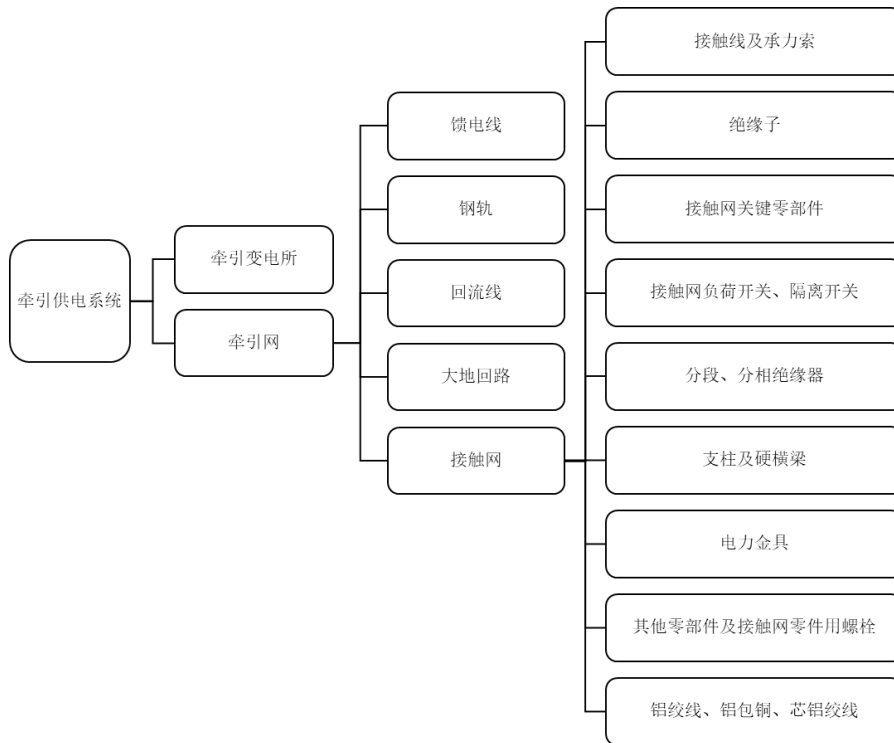 牵引供电系统
牵引变电所
牵引网
馈电线
钢轨
回流线
大地回路
接触网
接触线及承力索
绝缘子
接触网关键零部件
接触网负荷开关、隔离开关
分段、分相绝缘器
支柱及硬横梁
电力金具
其他零部件及接触网零件用螺栓
铝绞线、铝包铜、芯铝绞线